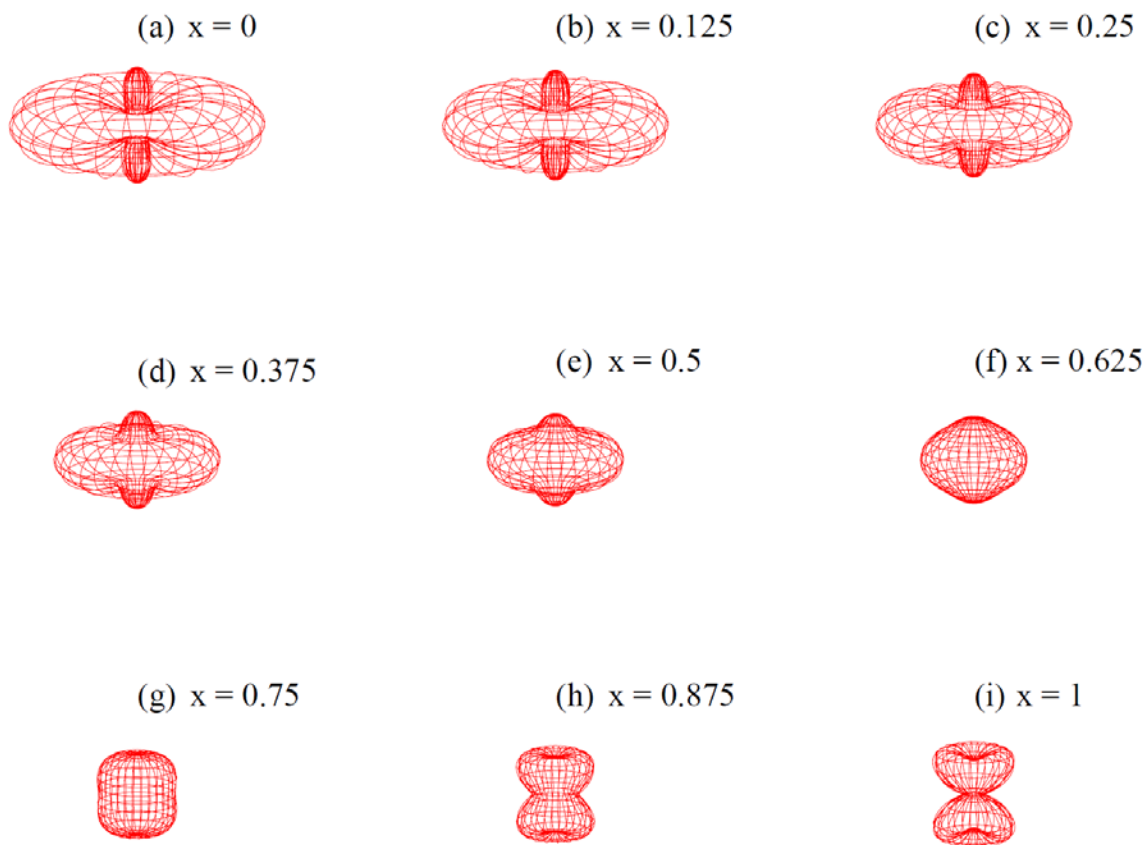 (a) x = 0
(b) x = 0.125
(c) x = 0.25
(d) x = 0.375
(e) x = 0.5
(f) x = 0.625
(g) x = 0.75
(h) x = 0.875
(i) x = 1